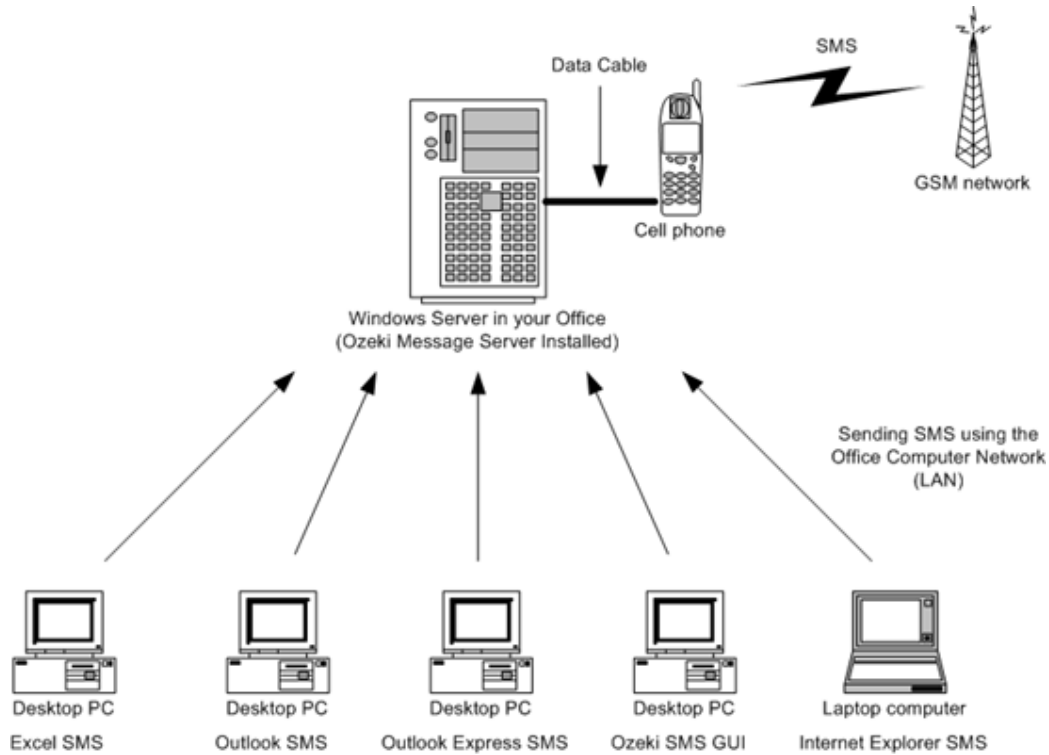 SMS
Data Cable
GSM network
Cell phone
Windows Server in your Office
(Ozeki Message Server Installed)
Sending SMS using the
Office Computer Network
(LAN)
Desktop PC
Excel SMS
Desktop PC
Outlook SMS
Desktop PC
Outlook Express SMS
Desktop PC
Ozeki SMS GUI
Laptop computer
Internet Explorer SMS